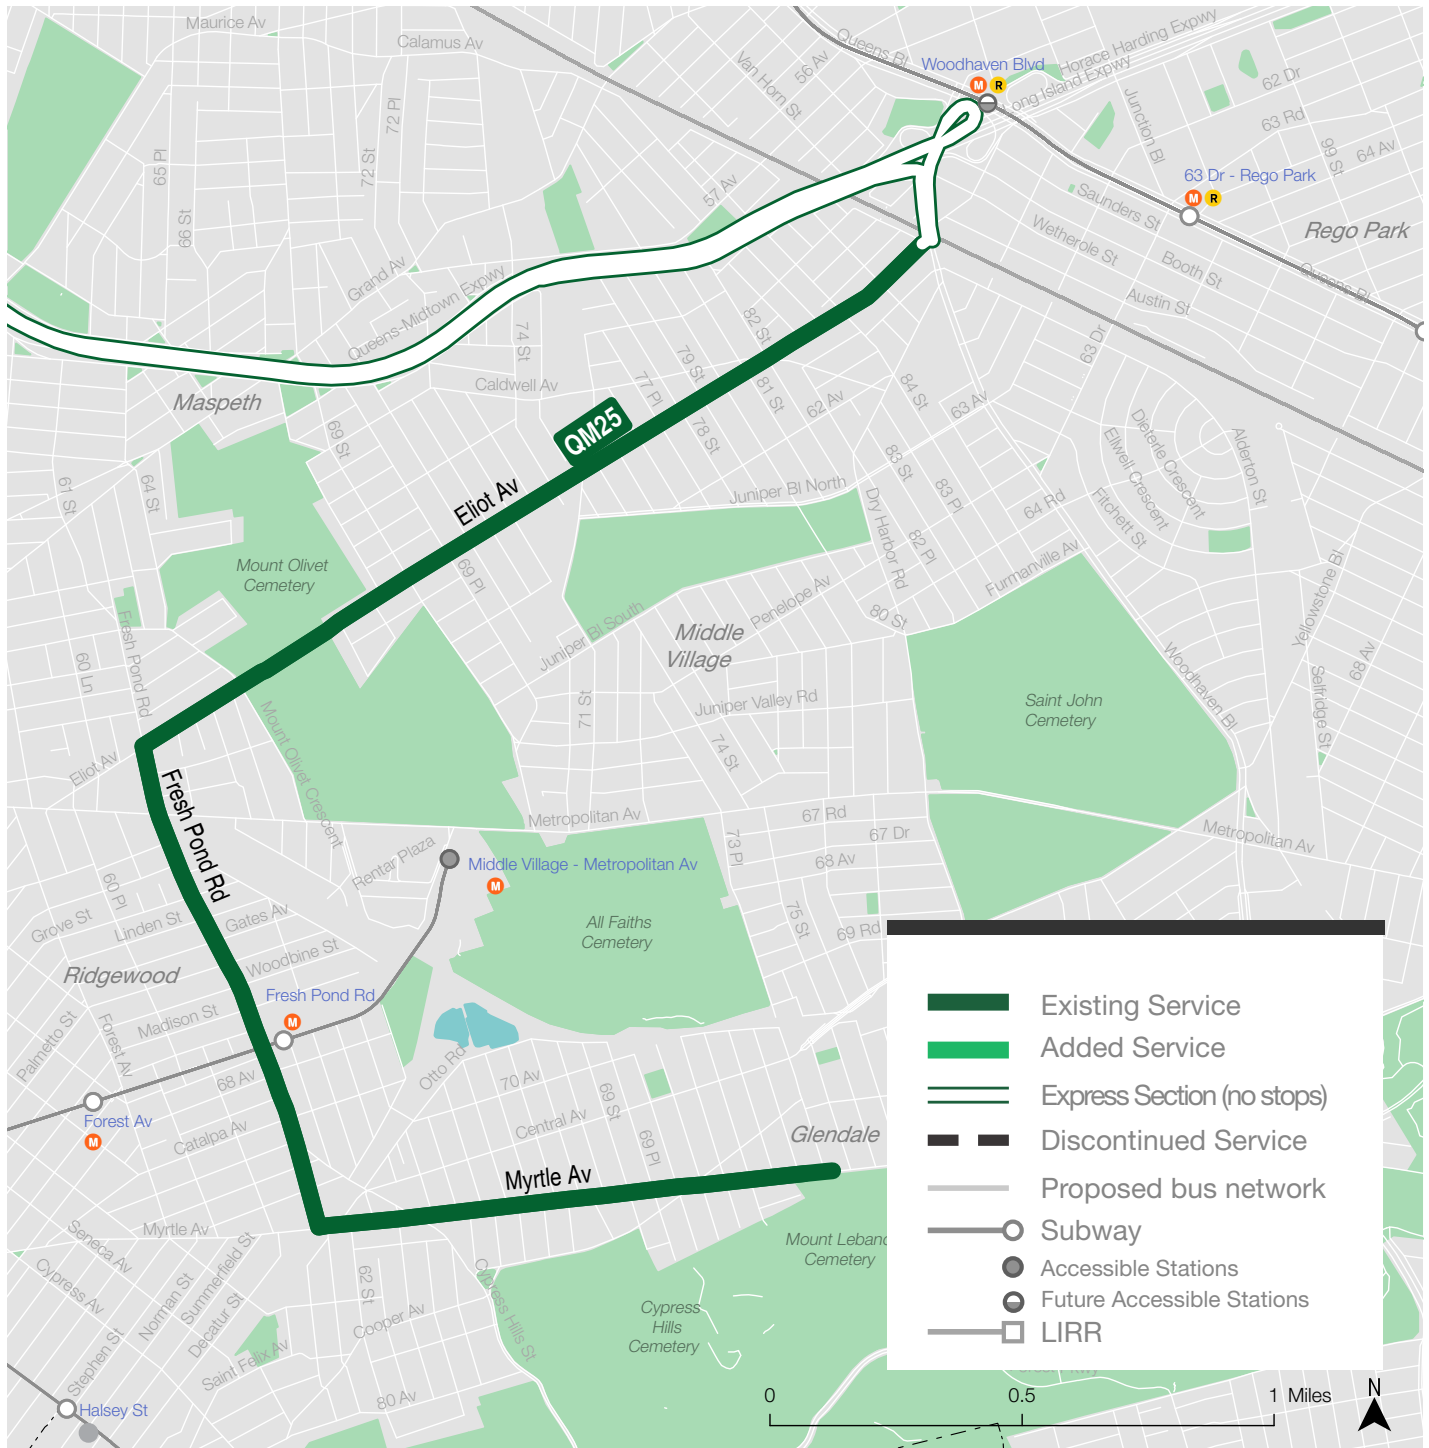 Maurice Av
Calamus Av
Queens Bl
56 Av
Van Horn St
Woodhaven Blvd
M R
Horace Harding Expwy
Long Island Expwy
62 Dr
63 Rd
Junction Bl
99 St
64 Av
72 Pl
65 Pl
72 St
66 St
57 Av
63 Dr - Rego Park
M R
Saunders St
Wetherole St
Rego Park
Booth St
Queens Bl
Austin St
Grand Av
Queens-Midtown Expwy
74 St
82 St
63 Dr
79 St
Caldwell Av
77 Pl
81 St
62 Av
84 St
63 Av
Maspeth
QM25
69 St
78 St
Dieterle Crescent
Ellwell Crescent
Alderton St
83 St
61 St
64 St
Eliot Av
Juniper Bl North
Dry Harbor Rd
83 Pl
64 Rd
Fitchett St
82 Pl
Mount Olivet
Cemetery
69 Pl
Furmanville Av
Penelope Av
80 St
Yellowstone Bl
Fresh Pond Rd
Juniper Bl South
Middle
Village
60 Ln
68 Av
Woodhaven Bl
Selfridge St
Saint John
Cemetery
71 St
Juniper Valley Rd
Mount Olivet Crescent
74 St
Eliot Av
Fresh Pond Rd
Metropolitan Av
67 Rd
67 Dr
Metropolitan Av
73 Pl
68 Av
Rentar Plaza
Middle Village - Metropolitan Av
M
60 Pl
Grove St
Linden St
Gates Av
All Faiths
Cemetery
75 St
69 Rd
Woodbine St
Ridgewood
Fresh Pond Rd
M
Madison St
Palmetto St
Forest Av
68 Av
Otto Rd
70 Av
69 St
Forest Av
M
Catalpa Av
Central Av
69 Pl
Glendale
Myrtle Av
Myrtle Av
Seneca Av
Cypress Av
Summerfield St
Norman St
Decatur St
Stephen St
Saint Felix Av
62 St
Cooper Av
Cypress Hills St
80 Av
Halsey St
Mount Lebano
Cemetery
Cypress
Hills
Cemetery
Existing Service
Added Service
Express Section (no stops)
Discontinued Service
Proposed bus network
Subway
Accessible Stations
Future Accessible Stations
LIRR
0 0.5 1 Miles
N